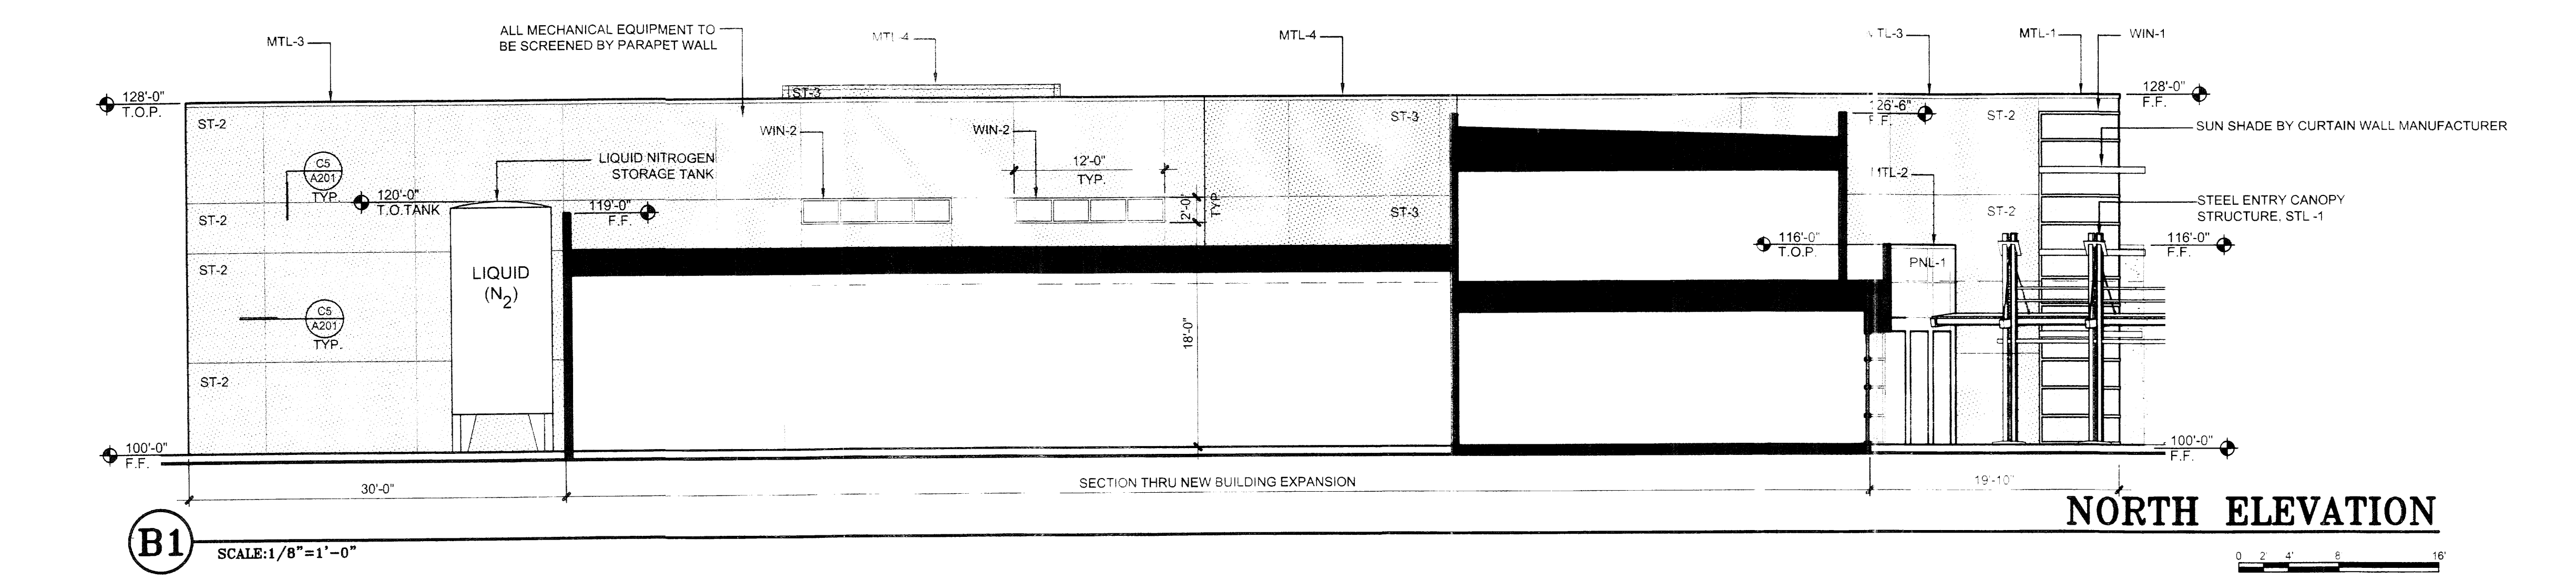 MTL-3
ALL MECHANICAL EQUIPMENT TO
BE SCREENED BY PARAPET WALL
MTL-4
MTL-4
MTL-3
MTL-1
WIN-1
128'-0"
T.O.P.
ST-3
128'-0"
F.F.
ST-2
ST-3
126'-6"
F.F.
ST-2
SUN SHADE BY CURTAIN WALL MANUFACTURER
WIN-2
WIN-2
C5
A201
TYP.
LIQUID NITROGEN
STORAGE TANK
12'-0"
TYP.
MTL-2
120'-0"
T.O.TANK
119'-0"
F.F.
2'-0"
TYP.
ST-3
ST-2
STEEL ENTRY CANOPY
STRUCTURE, STL -1
ST-2
116'-0"
T.O.P.
116'-0"
F.F.
PNL-1
ST-2
LIQUID
(N2)
C5
A201
TYP.
18'-0"
ST-2
100'-0"
F.F.
100'-0"
F.F.
30'-0"
SECTION THRU NEW BUILDING EXPANSION
19'-10"
NORTH ELEVATION
B1
SCALE:1/8"=1'-0"
0 2' 4' 8 16'